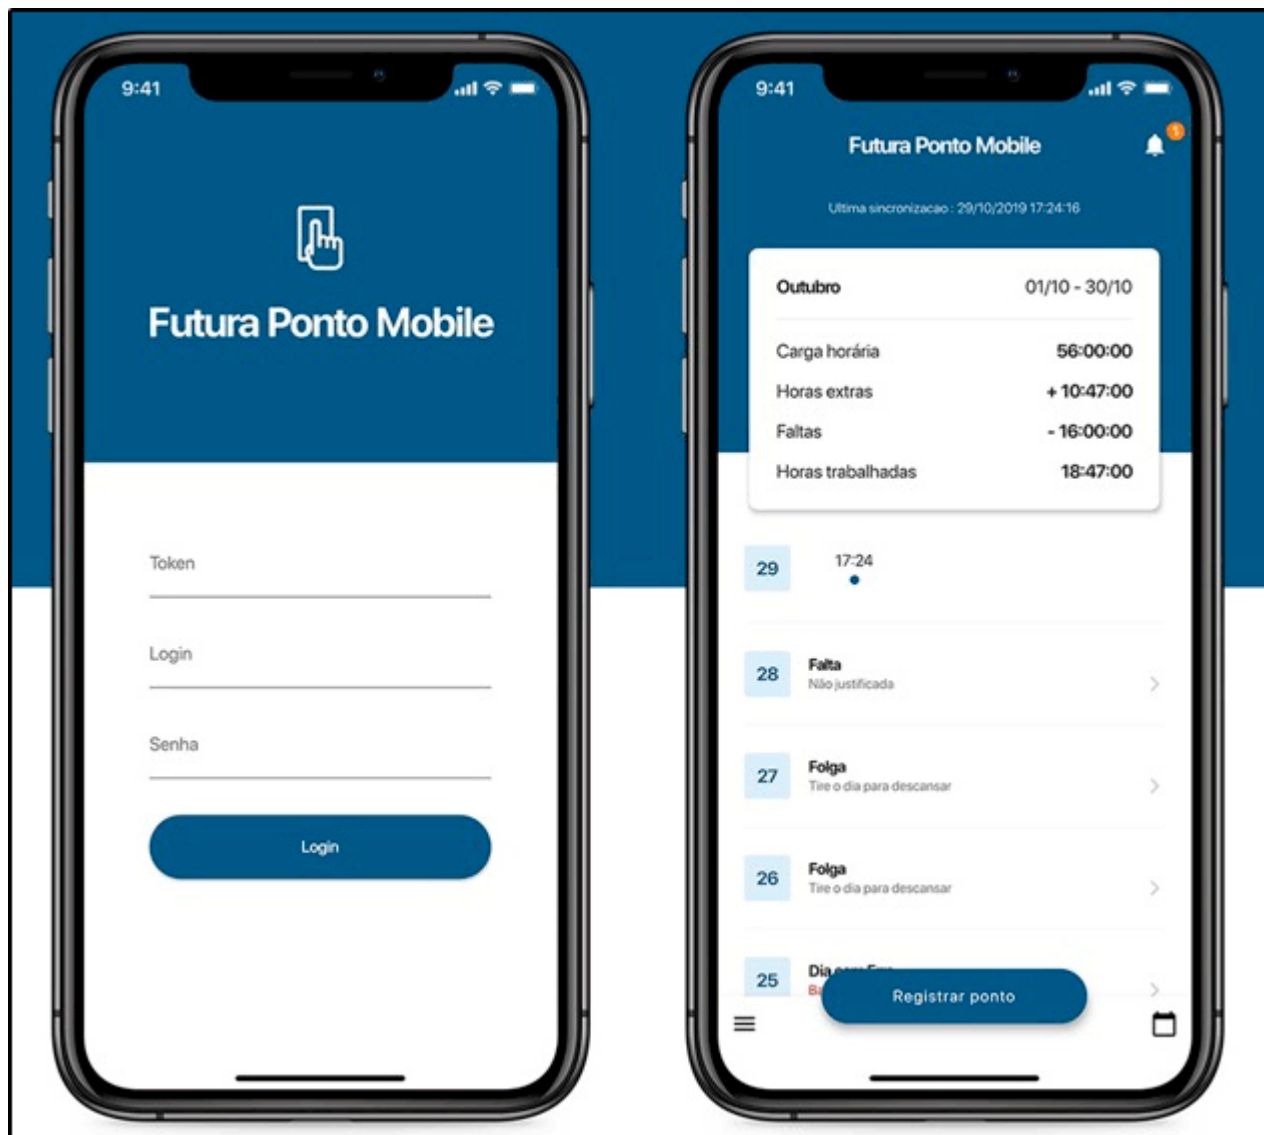 9:41
Futura Ponto Mobile
Token
Login
Senha
Login
9:41
Futura Ponto Mobile
1
Ultima sincronizacao : 29/10/2019 17:24:16
Outubro 01/10 - 30/10
Carga horária 56:00:00
Horas extras + 10:47:00
Faltas - 16:00:00
Horas trabalhadas 18:47:00
29 17:24
28 Falta
Não justificada
27 Folga
Tire o dia para descansar
26 Folga
Tire o dia para descansar
25 Dia
Registrar ponto